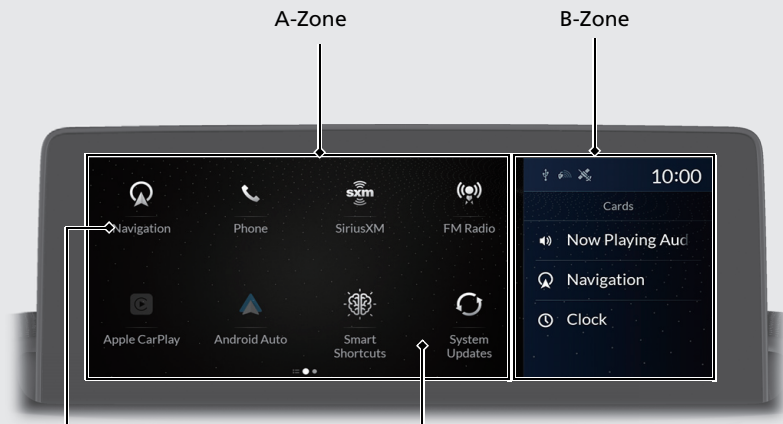 A-Zone
B-Zone
10:00
Cards
Now Playing Aud
Navigation
Clock
Navigation
Phone
sxm
SiriusXM
FM Radio
Apple CarPlay
Android Auto
Smart
Shortcuts
System
Updates